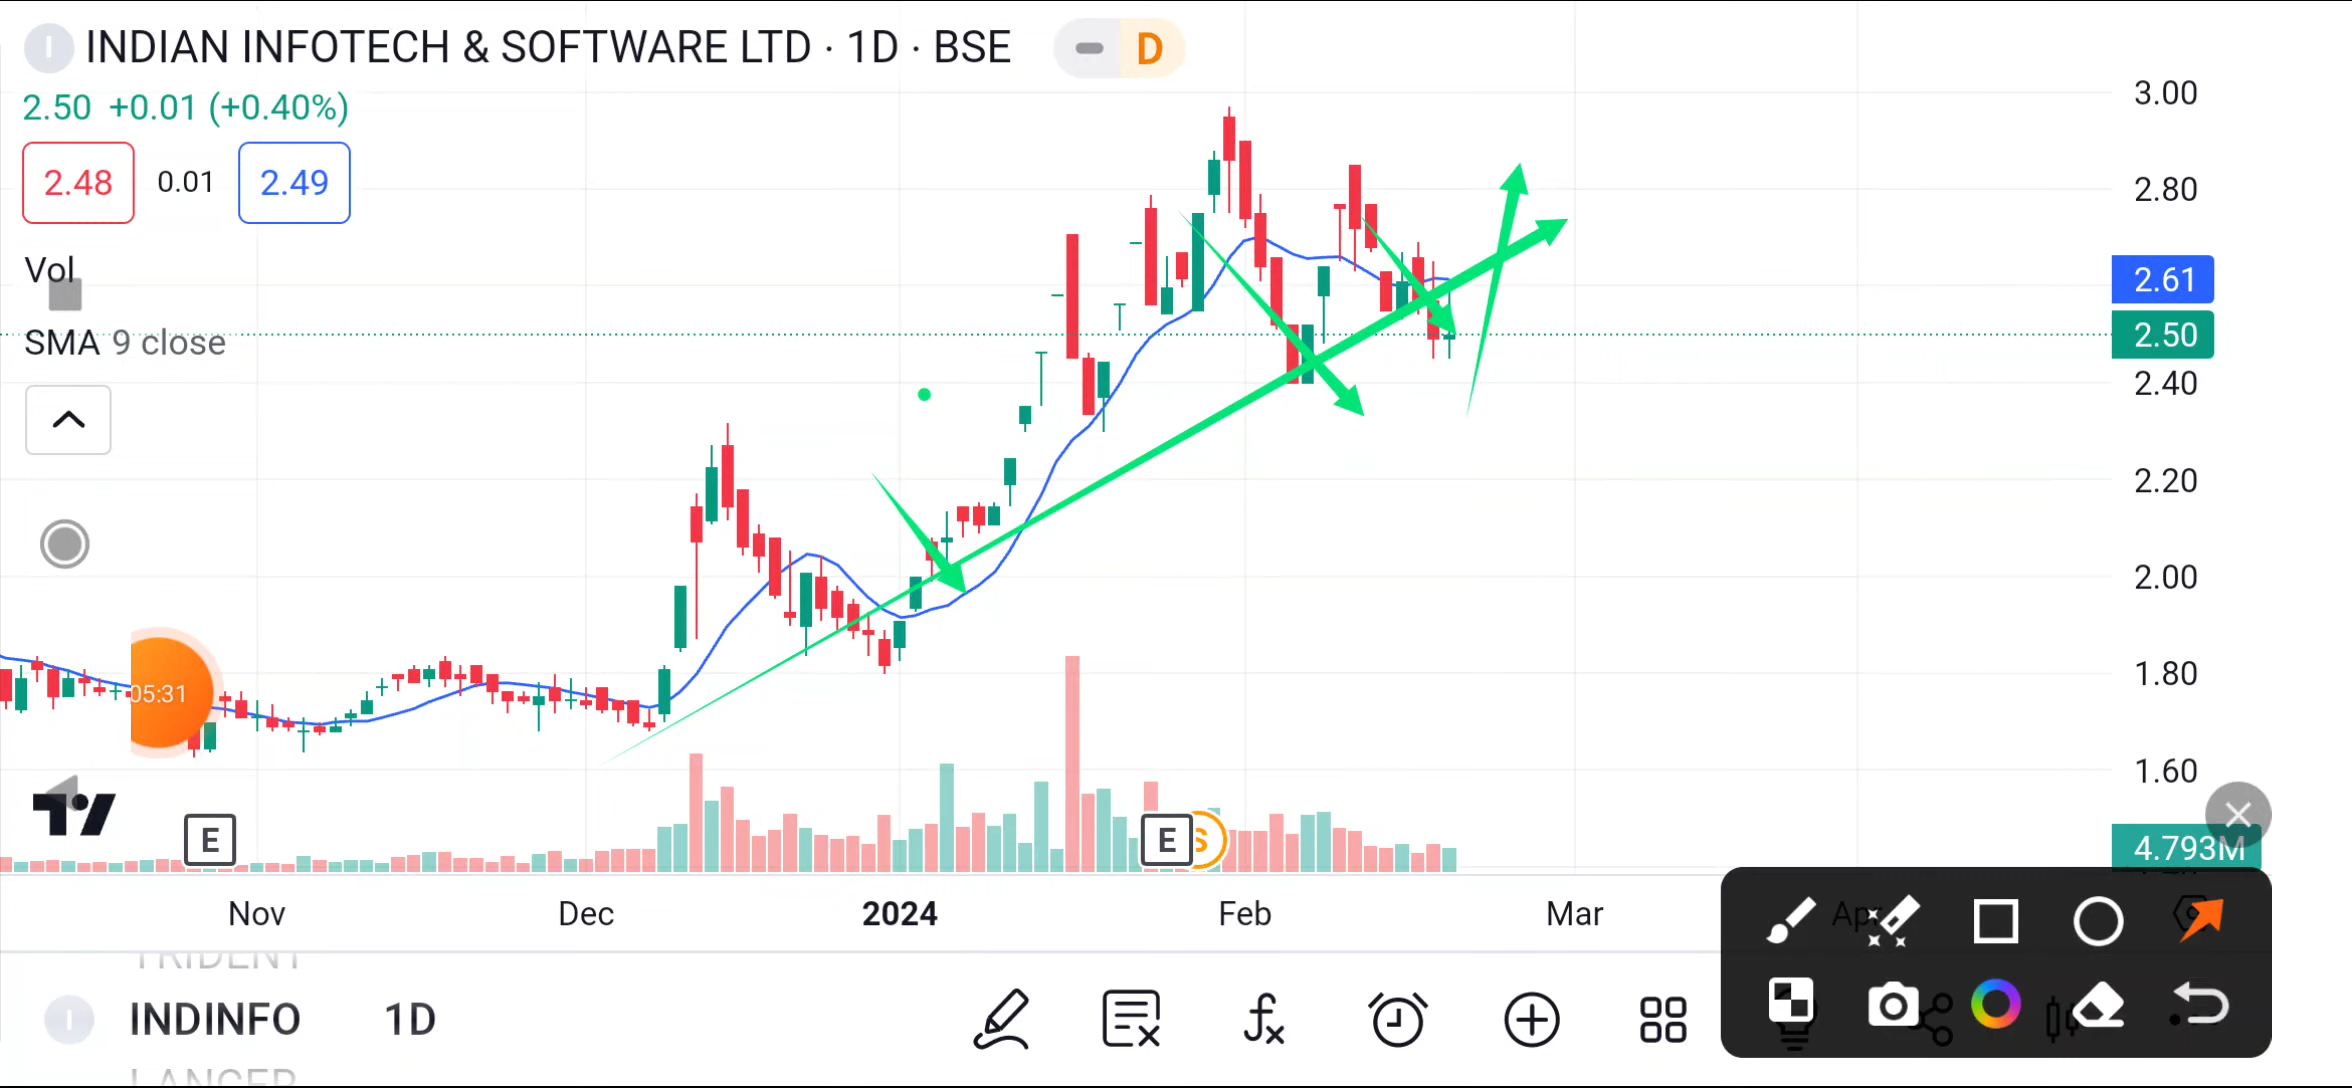 INDIAN INFOTECH & SOFTWARE LTD · 1D · BSE
D
2.50 +0.01 (+0.40%)
2.48 0.01 2.49
Vol
SMA 9 close
3.00
2.80
2.61
2.50
2.40
2.20
2.00
1.80
1.60
4.793M
05:31
E
E
S
Nov Dec 2024 Feb Mar Apr
TRIDENT
INDINFO 1D
LANCER